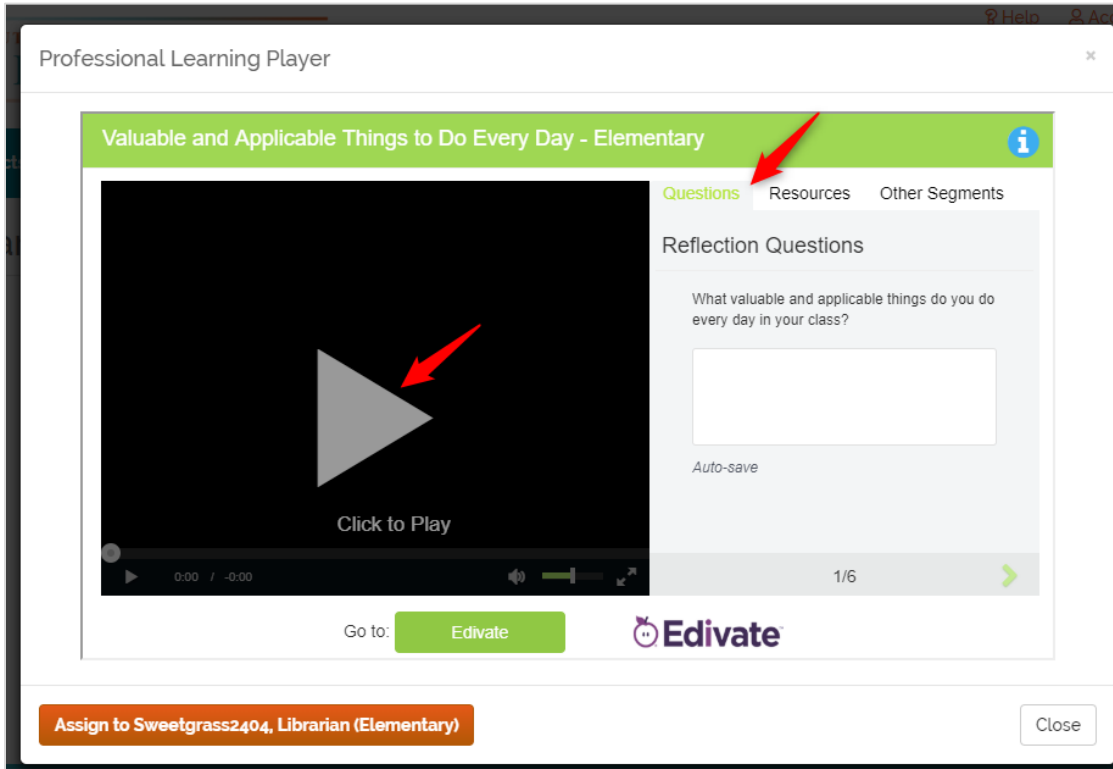 Help
Professional Learning Player
×
Valuable and Applicable Things to Do Every Day - Elementary
Questions Resources Other Segments
Reflection Questions
What valuable and applicable things do you do
every day in your class?
Auto-save
Click to Play
0:00 / -0:00
1/6
Go to: Edivate
Edivate
Assign to Sweetgrass2404, Librarian (Elementary)
Close